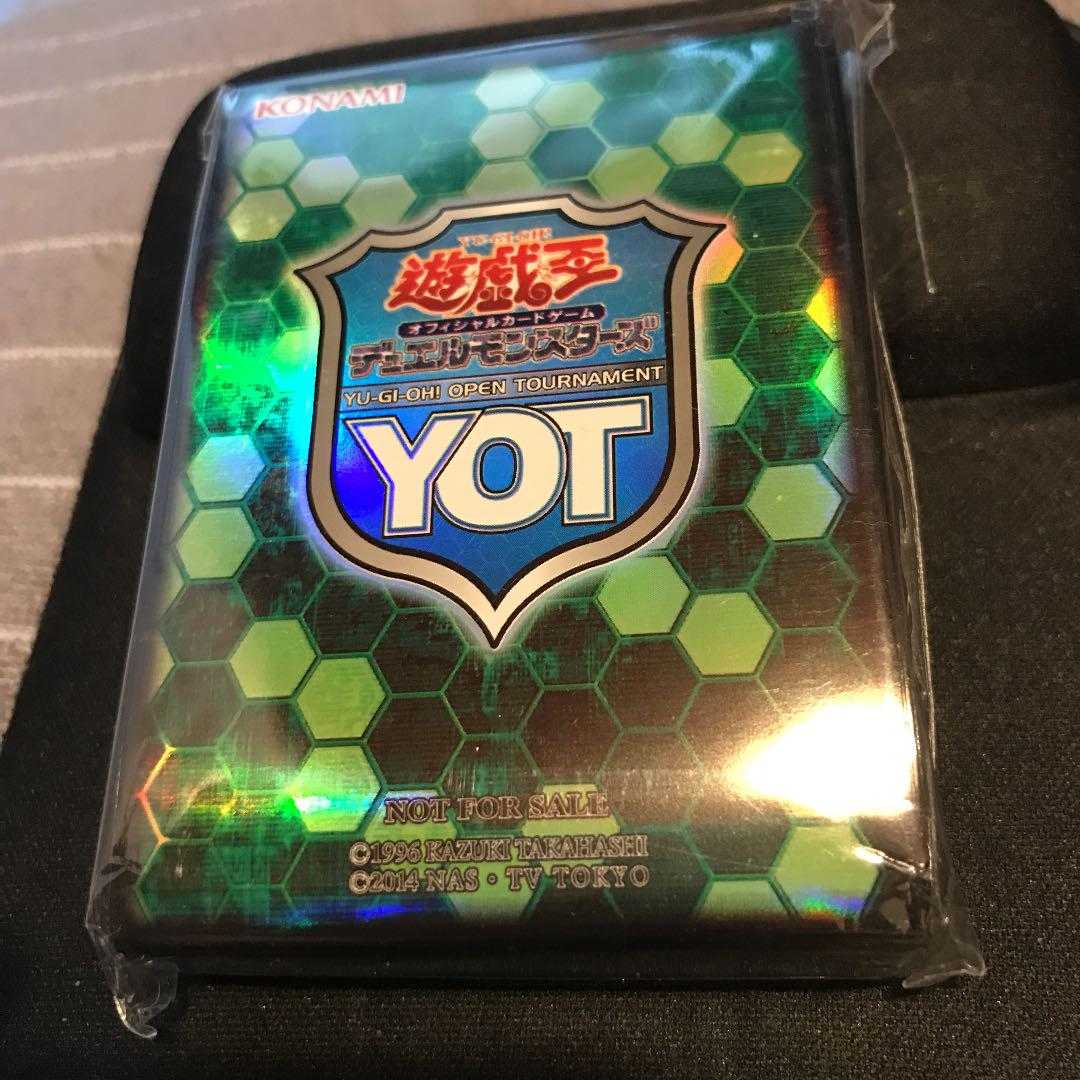 KONAMI
YU-GI-OH!
遊戯王
オフィシャルカードゲーム
デュエルモンスターズ
YU-GI-OH! OPEN TOURNAMENT
YOT
NOT FOR SALE
©1996 KAZUKI TAKAHASHI
©2014 NAS・TV TOKYO